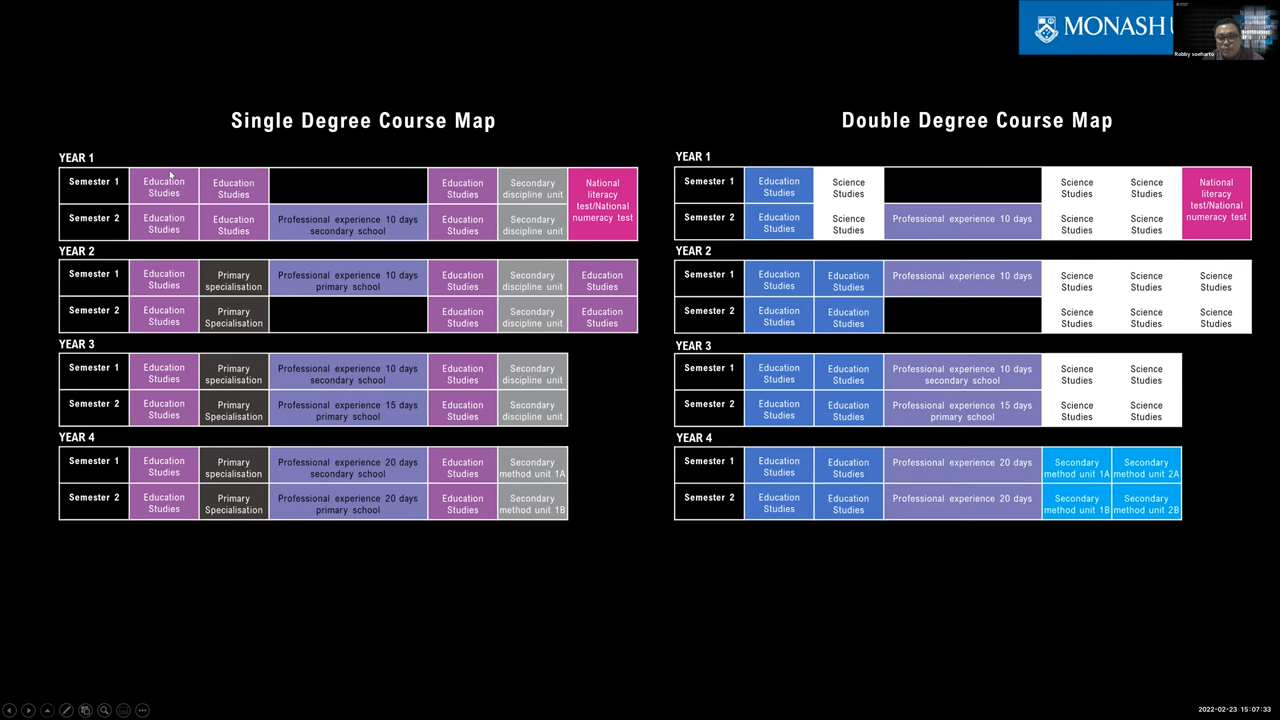 MONASH
Robby soeharto
Single Degree Course Map
YEAR 1
Semester 1
Education
Studies
Education
Studies
Education
Studies
Secondary
discipline unit
National
literacy
test/National
numeracy test
Semester 2
Education
Studies
Education
Studies
Professional experience 10 days
secondary school
Education
Studies
Secondary
discipline unit
YEAR 2
Semester 1
Education
Studies
Primary
specialisation
Professional experience 10 days
primary school
Education
Studies
Secondary
discipline unit
Education
Studies
Semester 2
Education
Studies
Primary
Specialisation
Education
Studies
Secondary
discipline unit
Education
Studies
YEAR 3
Semester 1
Education
Studies
Primary
specialisation
Professional experience 10 days
secondary school
Education
Studies
Secondary
discipline unit
Semester 2
Education
Studies
Primary
Specialisation
Professional experience 15 days
primary school
Education
Studies
Secondary
discipline unit
YEAR 4
Semester 1
Education
Studies
Primary
specialisation
Professional experience 20 days
secondary school
Education
Studies
Secondary
method unit 1A
Semester 2
Education
Studies
Primary
Specialisation
Professional experience 20 days
primary school
Education
Studies
Secondary
method unit 1B
Double Degree Course Map
YEAR 1
Semester 1
Education
Studies
Science
Studies
Science
Studies
Science
Studies
National
literacy
test/National
numeracy test
Semester 2
Education
Studies
Science
Studies
Professional experience 10 days
Science
Studies
Science
Studies
YEAR 2
Semester 1
Education
Studies
Education
Studies
Professional experience 10 days
Science
Studies
Science
Studies
Science
Studies
Semester 2
Education
Studies
Education
Studies
Science
Studies
Science
Studies
Science
Studies
YEAR 3
Semester 1
Education
Studies
Education
Studies
Professional experience 10 days
secondary school
Science
Studies
Science
Studies
Semester 2
Education
Studies
Education
Studies
Professional experience 15 days
primary school
Science
Studies
Science
Studies
YEAR 4
Semester 1
Education
Studies
Education
Studies
Professional experience 20 days
Secondary
method unit 1A
Secondary
method unit 2A
Semester 2
Education
Studies
Education
Studies
Professional experience 20 days
Secondary
method unit 1B
Secondary
method unit 2B
2022-02-23 15:07:33